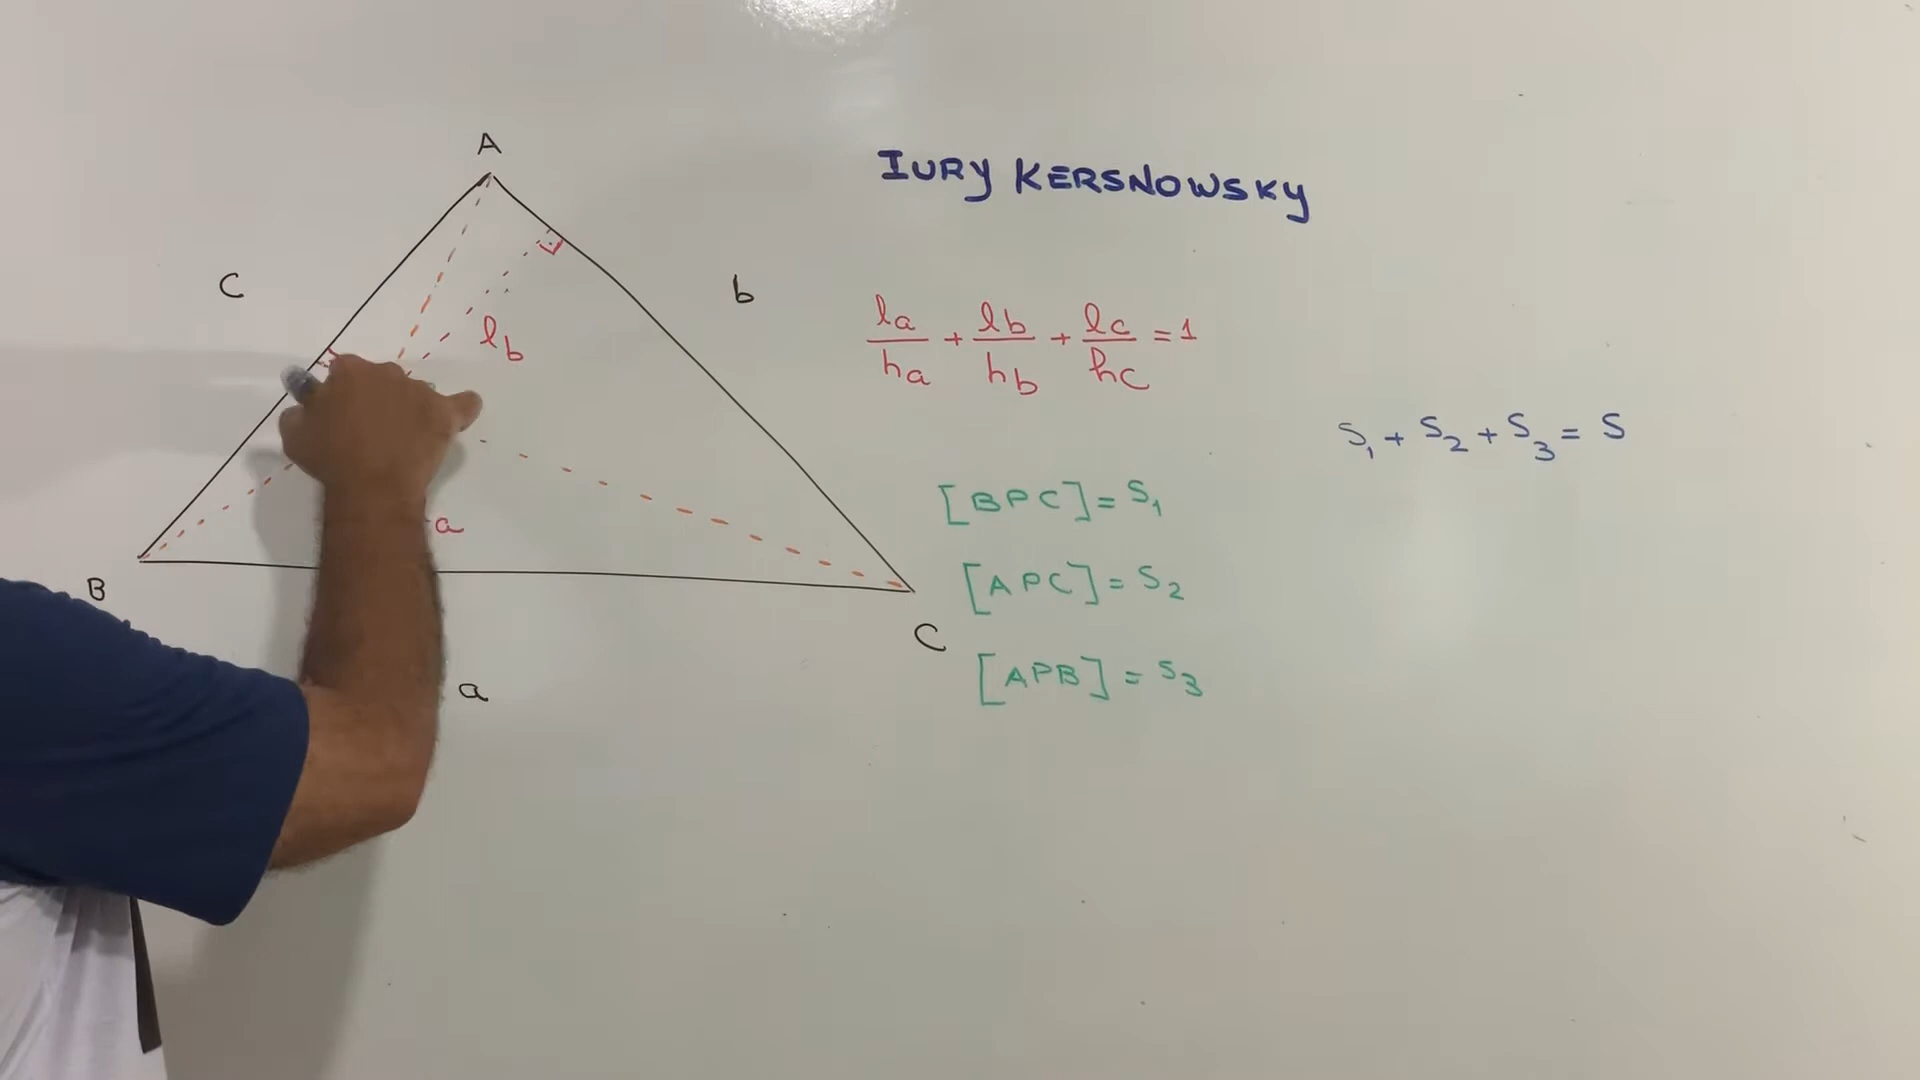 A
IURY KERSNOWSKY
C
b
la/ha + lb/hb + lc/hc = 1
lb
S1 + S2 + S3 = S
[BPC] = S1
a
[APC] = S2
B
C
[APB] = S3
a